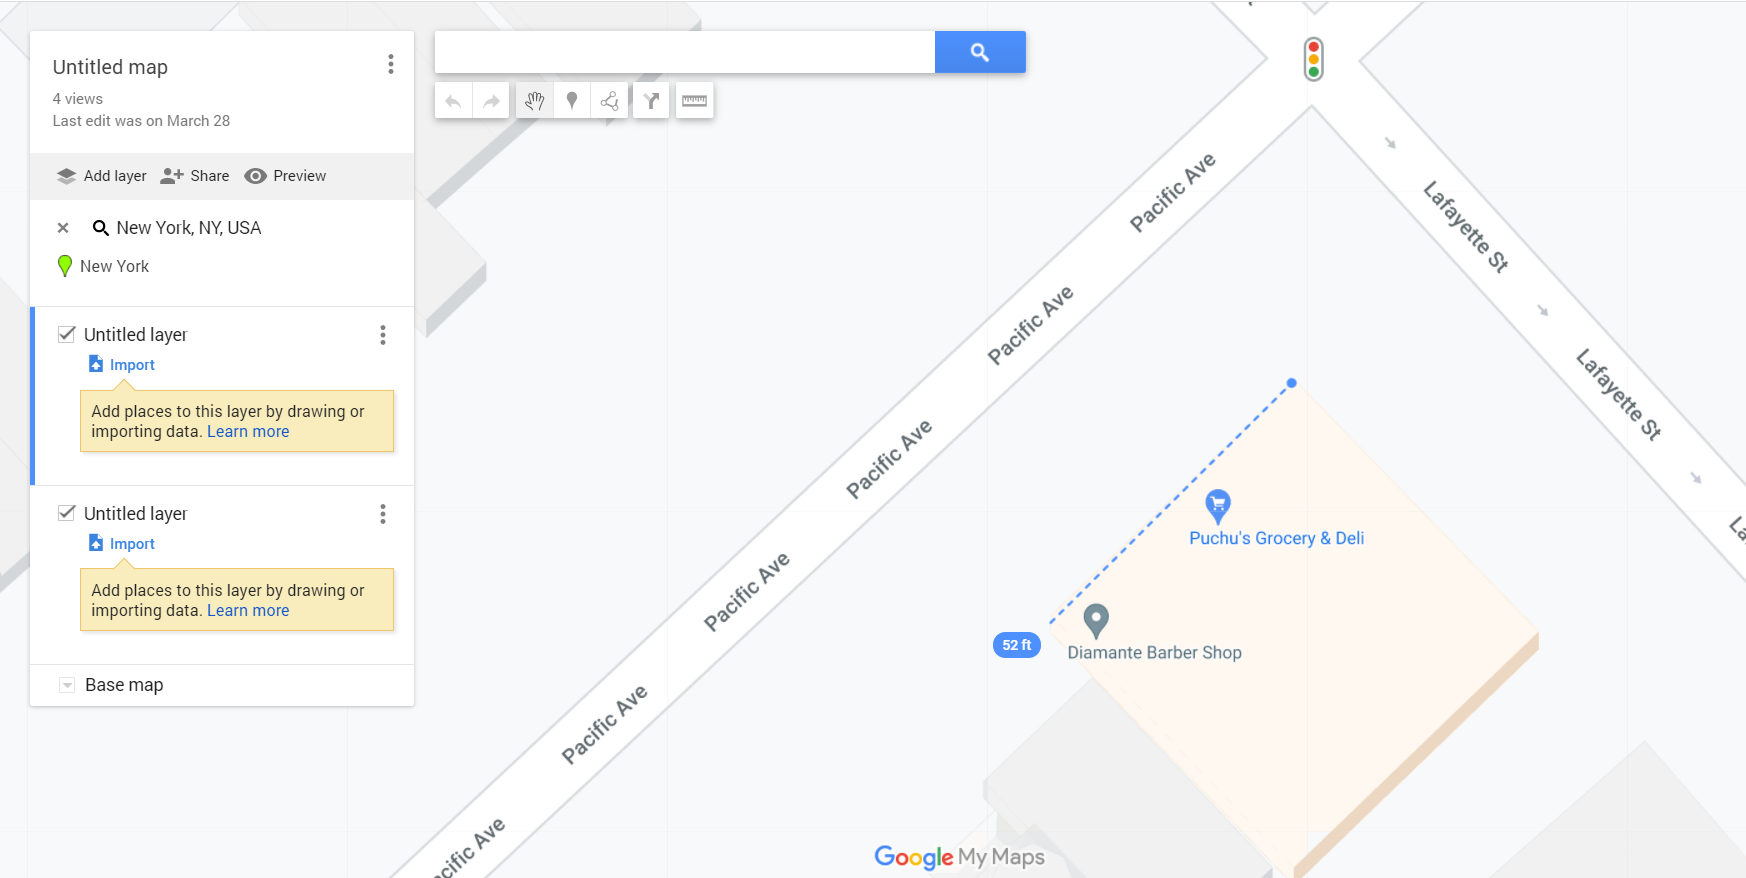 Untitled map
4 views
Last edit was on March 28
Add layer Share Preview
New York, NY, USA
New York
Untitled layer
Import
Add places to this layer by drawing or
importing data. Learn more
Untitled layer
Import
Add places to this layer by drawing or
importing data. Learn more
Base map
Pacific Ave
Pacific Ave
Pacific Ave
Pacific Ave
Pacific Ave
cific Ave
Lafayette St
Lafayette St
La
Puchu's Grocery & Deli
Diamante Barber Shop
52 ft
Google My Maps